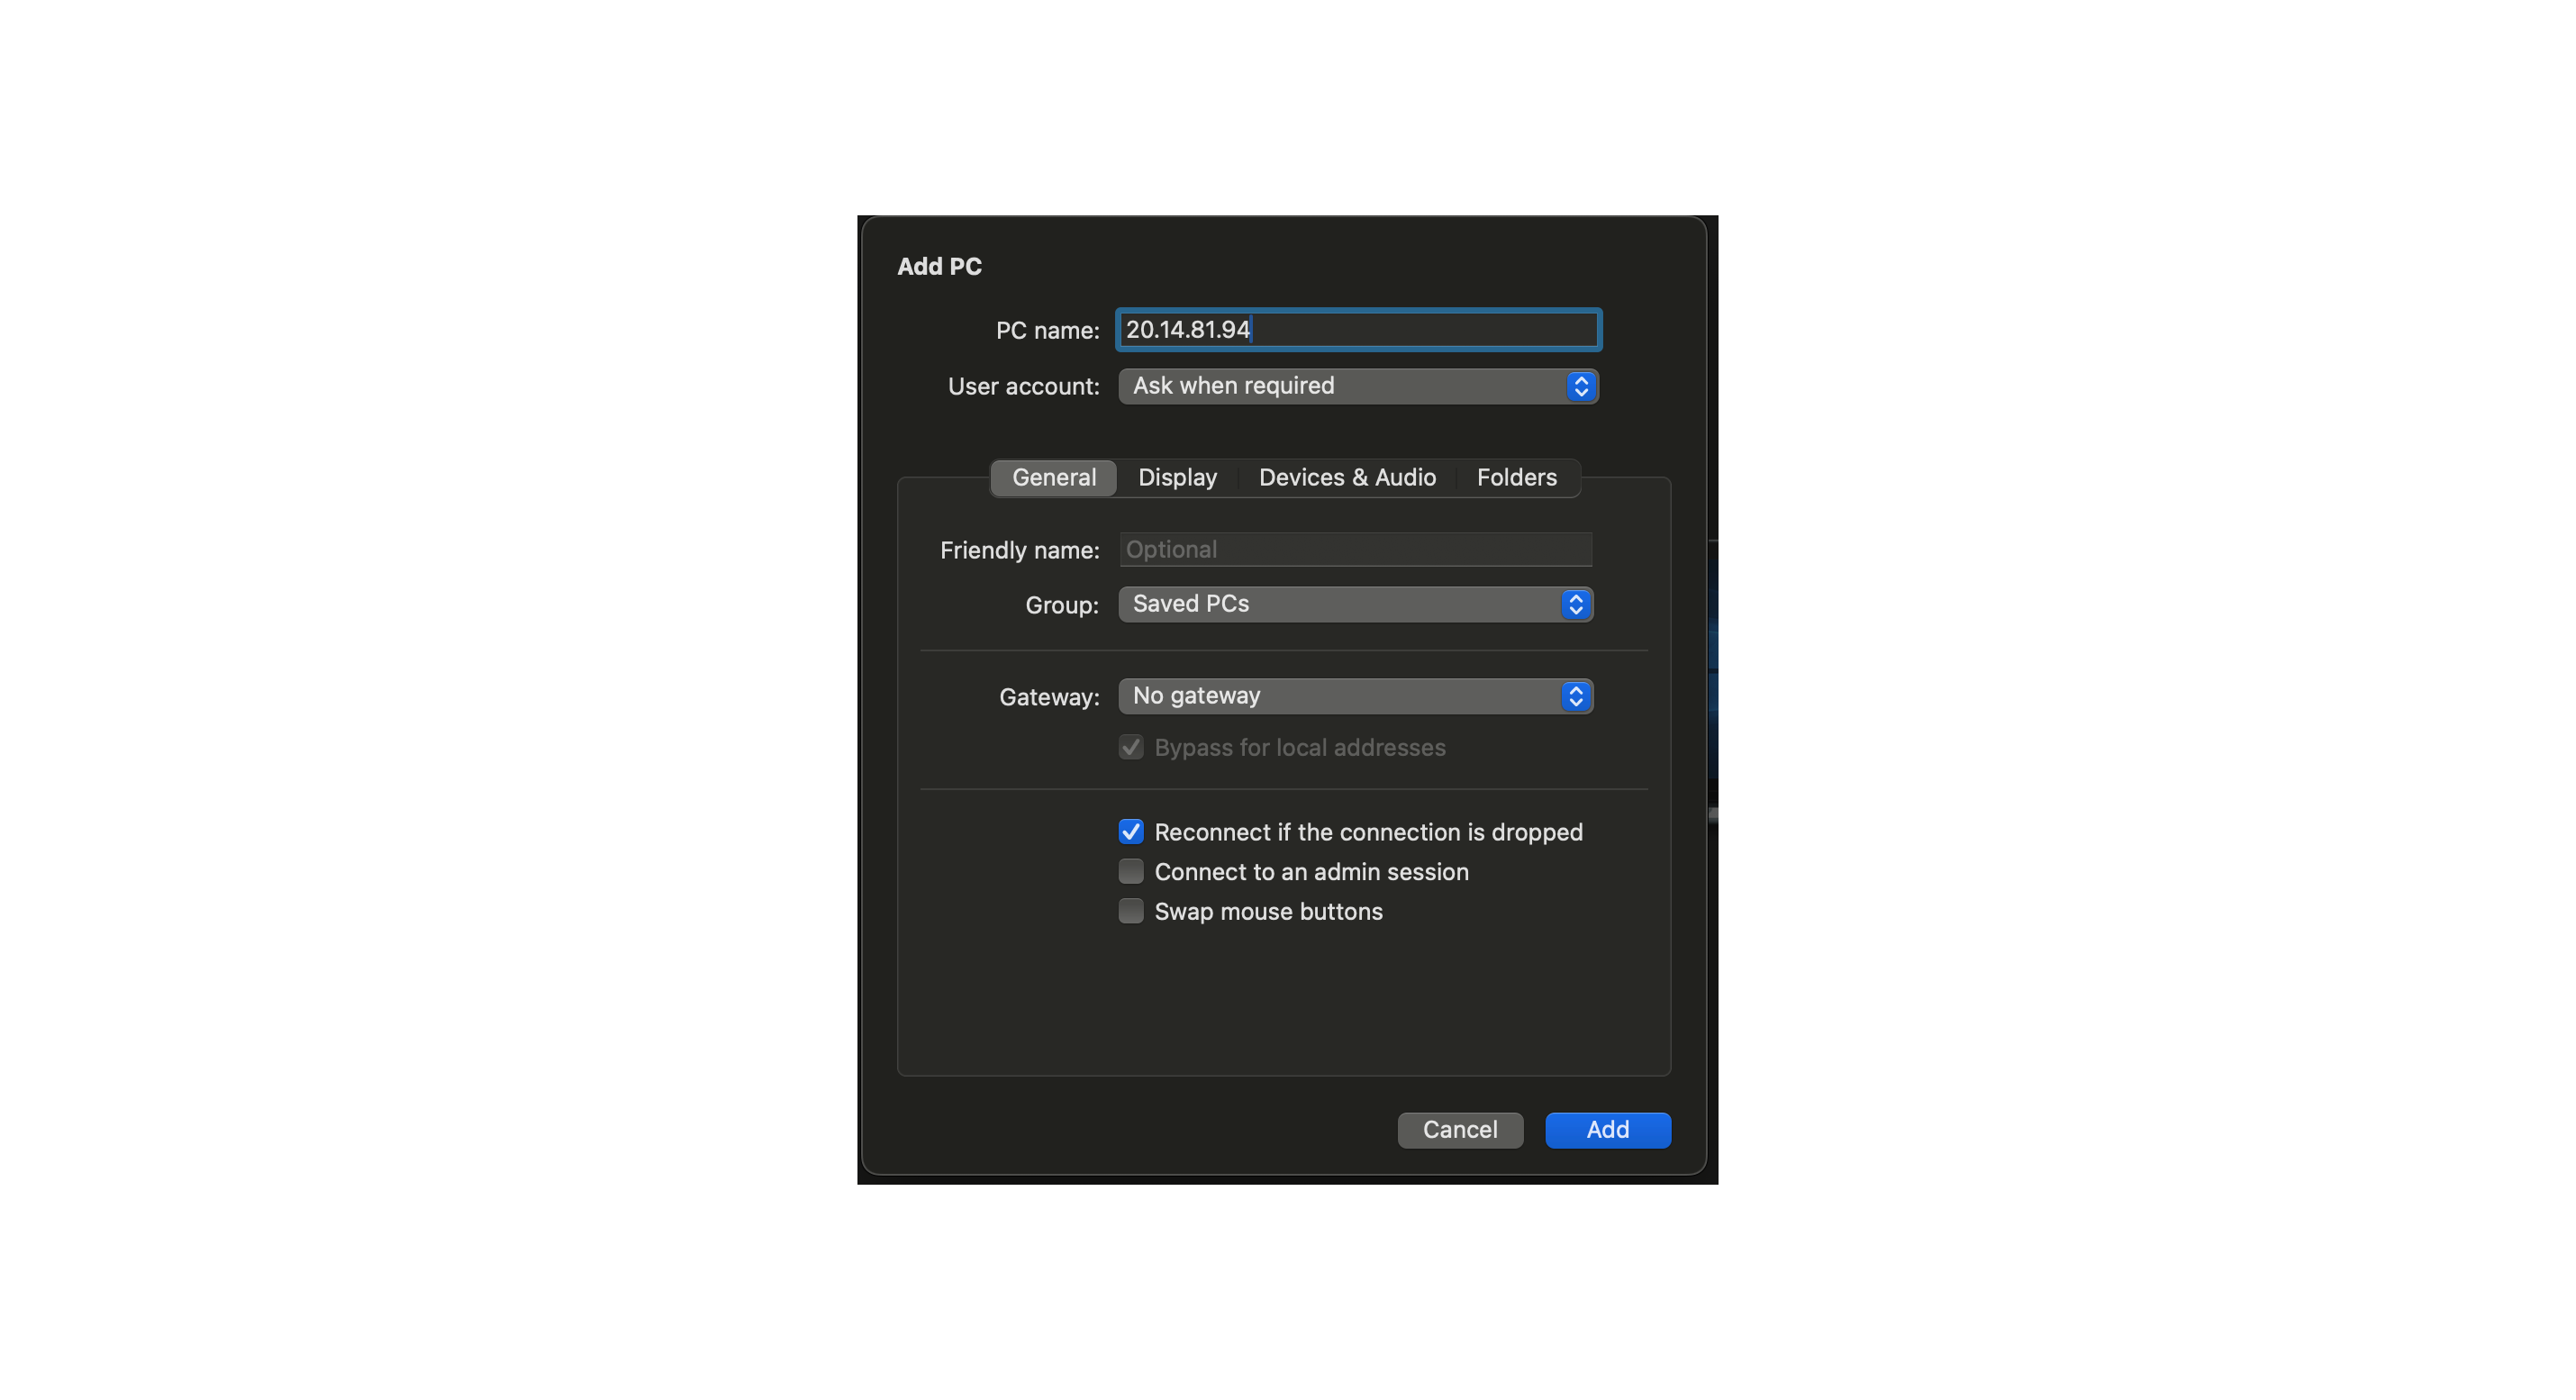 Add PC
PC name: 20.14.81.94
User account: Ask when required
General Display Devices & Audio Folders
Friendly name: Optional
Group: Saved PCs
Gateway: No gateway
Bypass for local addresses
Reconnect if the connection is dropped
Connect to an admin session
Swap mouse buttons
Cancel Add